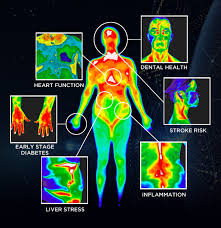 DENTAL HEALTH
HEART FUNCTION
STROKE RISK
EARLY STAGE
DIABETES
LIVER STRESS
INFLAMMATION